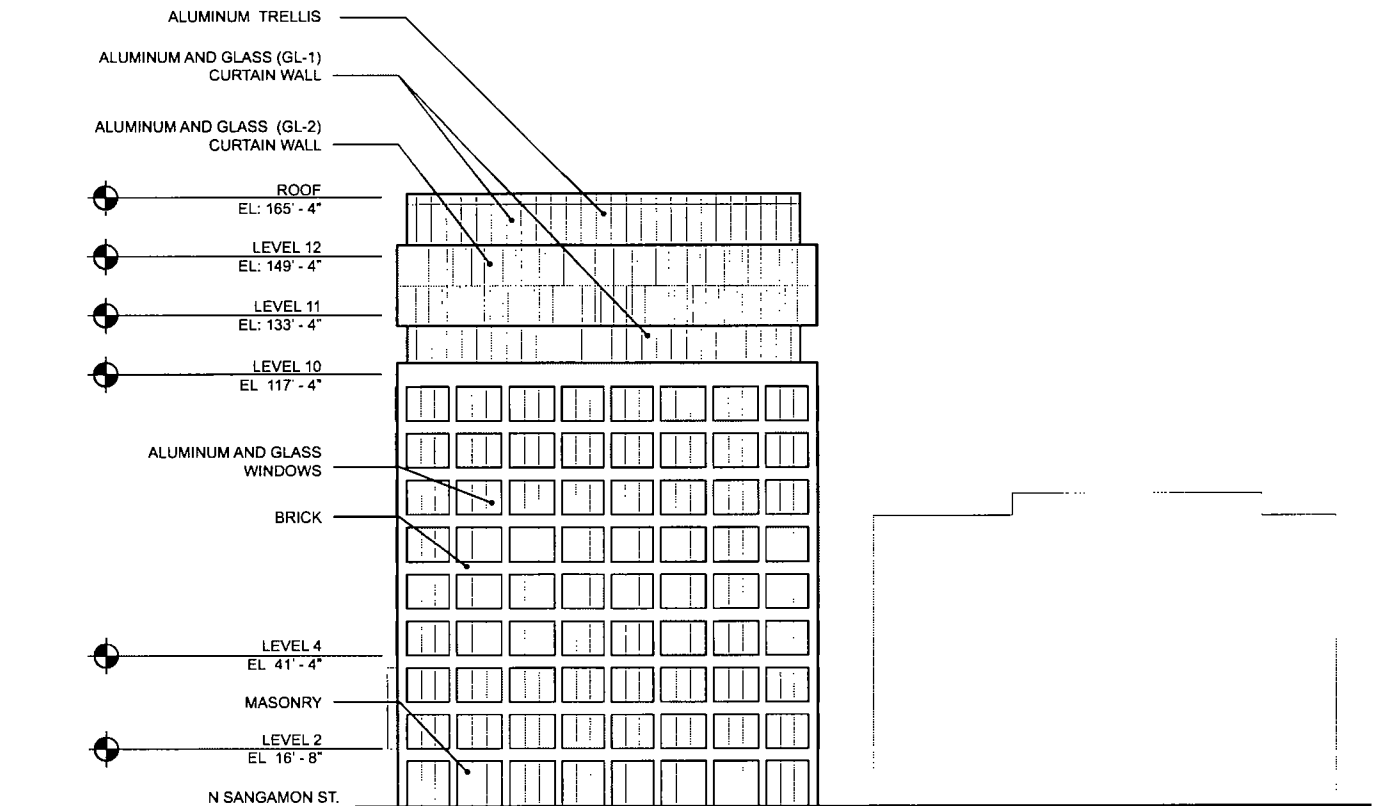 ALUMINUM TRELLIS
ALUMINUM AND GLASS (GL-1)
CURTAIN WALL
ALUMINUM AND GLASS (GL-2)
CURTAIN WALL
ROOF
EL: 165' - 4"
LEVEL 12
EL: 149' - 4"
LEVEL 11
EL: 133' - 4"
LEVEL 10
EL 117' - 4"
ALUMINUM AND GLASS
WINDOWS
BRICK
LEVEL 4
EL 41' - 4"
MASONRY
LEVEL 2
EL 16' - 8"
N SANGAMON ST.